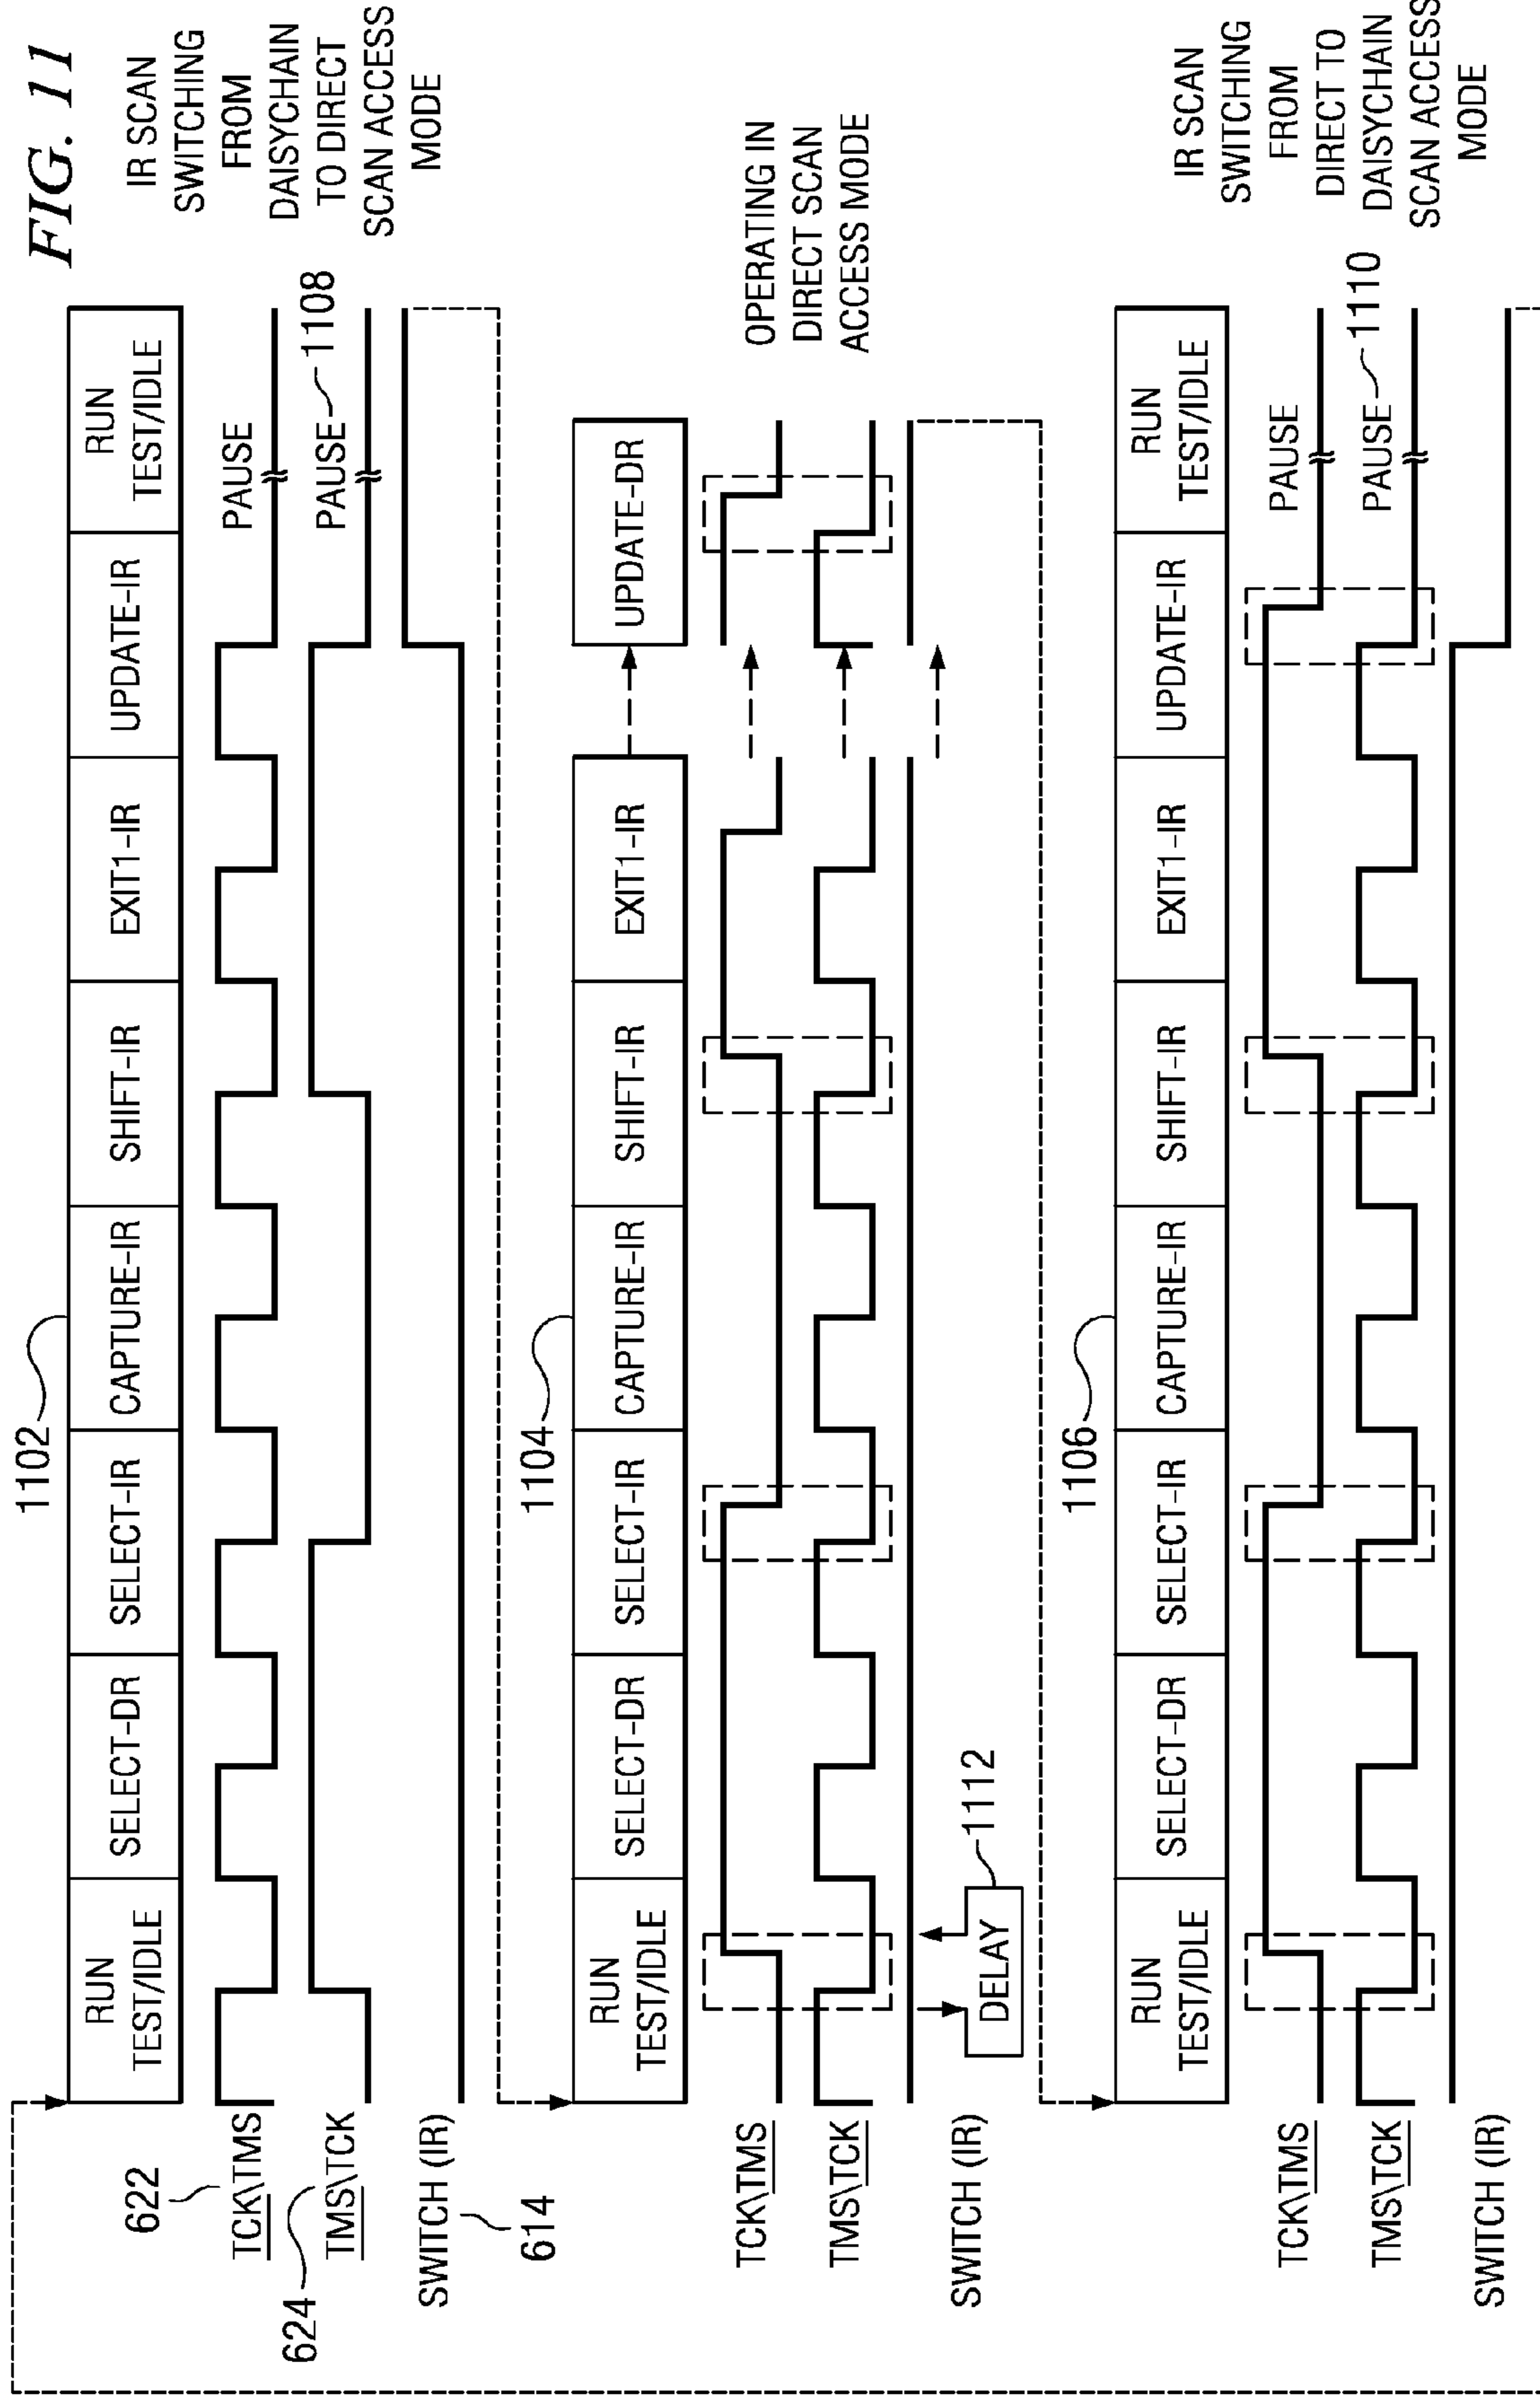 FIG. 11
1102
RUN
TEST/IDLE
SELECT-DR
SELECT-IR
CAPTURE-IR
SHIFT-IR
EXIT1-IR
UPDATE-IR
RUN
TEST/IDLE
IR SCAN
SWITCHING
FROM
DAISYCHAIN
TO DIRECT
SCAN ACCESS
MODE
622
TCK\TMS
PAUSE
624
TMS\TCK
PAUSE
1108
SWITCH (IR)
614
1104
RUN
TEST/IDLE
SELECT-DR
SELECT-IR
CAPTURE-IR
SHIFT-IR
EXIT1-IR
UPDATE-DR
OPERATING IN
DIRECT SCAN
ACCESS MODE
TCK\TMS
TMS\TCK
SWITCH (IR)
DELAY
1112
1106
RUN
TEST/IDLE
SELECT-DR
SELECT-IR
CAPTURE-IR
SHIFT-IR
EXIT1-IR
UPDATE-IR
RUN
TEST/IDLE
IR SCAN
SWITCHING
FROM
DIRECT TO
DAISYCHAIN
SCAN ACCESS
MODE
TCK\TMS
PAUSE
TMS\TCK
PAUSE
1110
SWITCH (IR)